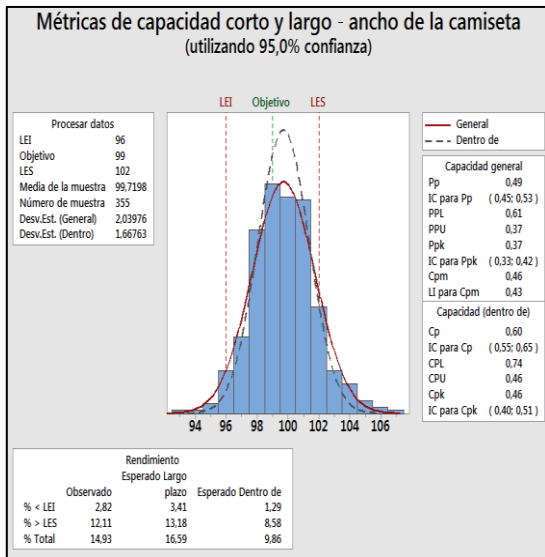 Métricas de capacidad corto y largo - ancho de la camiseta
(utilizando 95,0% confianza)
LEI Objetivo LES
Procesar datos
LEI 96
Objetivo 99
LES 102
Media de la muestra 99,7198
Número de muestra 355
Desv.Est. (General) 2,03976
Desv.Est. (Dentro) 1,66763
General
Dentro de
Capacidad general
Pp 0,49
IC para Pp ( 0,45; 0,53 )
PPL 0,61
PPU 0,37
Ppk 0,37
IC para Ppk ( 0,33; 0,42 )
Cpm 0,46
LI para Cpm 0,43
Capacidad (dentro de)
Cp 0,60
IC para Cp ( 0,55; 0,65 )
CPL 0,74
CPU 0,46
Cpk 0,46
IC para Cpk ( 0,40; 0,51 )
94 96 98 100 102 104 106
Rendimiento
Esperado Largo
Observado plazo Esperado Dentro de
% < LEI 2,82 3,41 1,29
% > LES 12,11 13,18 8,58
% Total 14,93 16,59 9,86